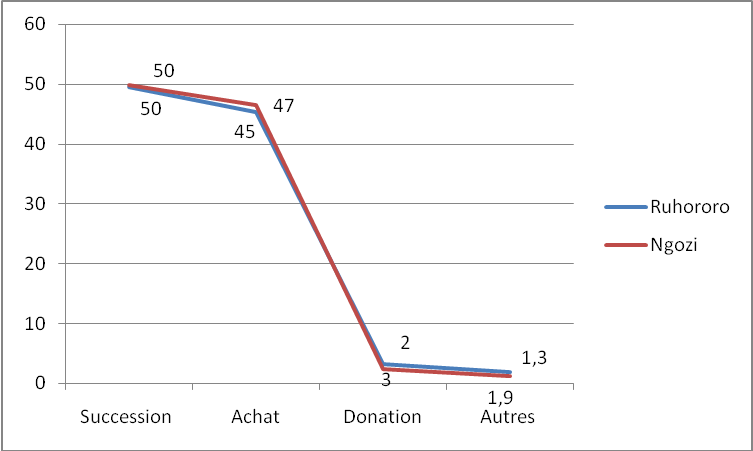 60
50
40
30
20
10
0
50
50
47
45
2
3
1,3
1,9
Succession
Achat
Donation
Autres
Ruhororo
Ngozi